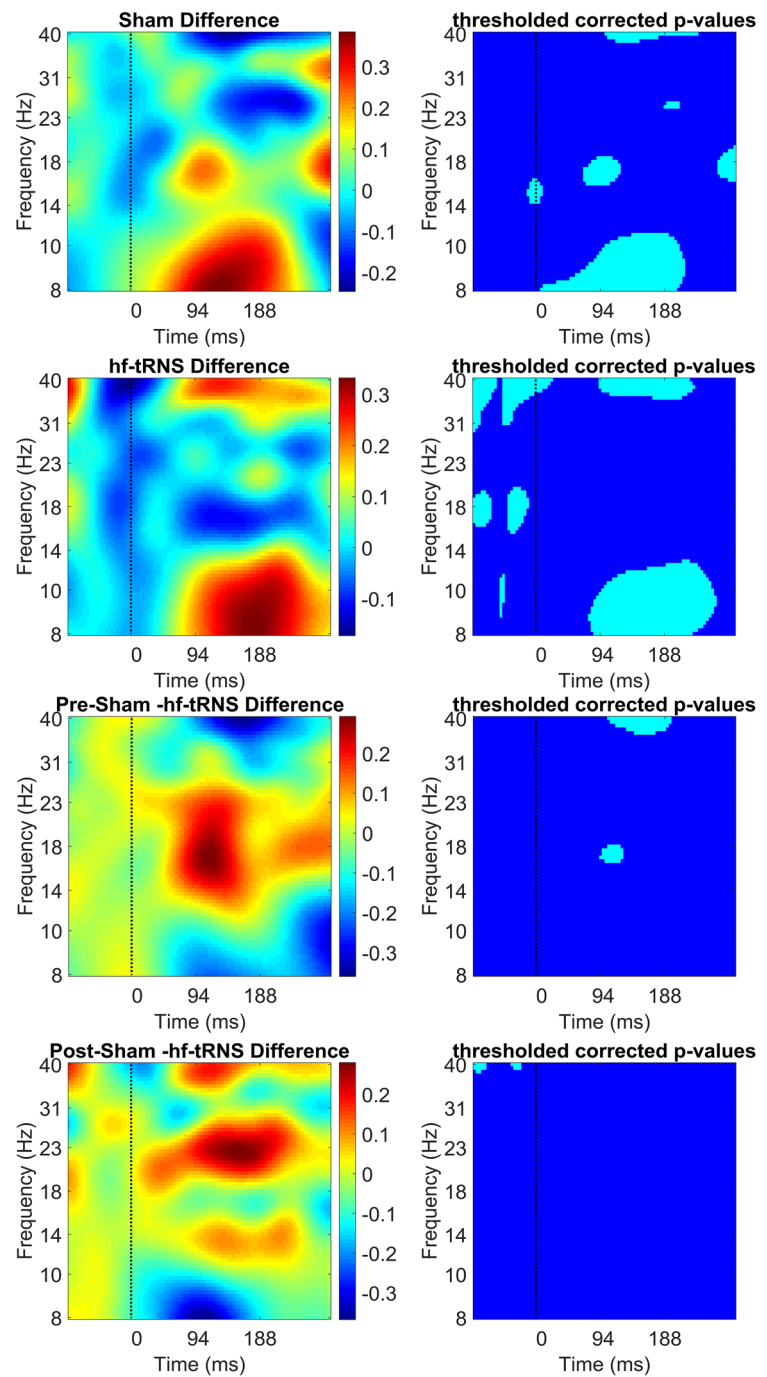 Sham Difference
thresholded corrected p-values
Frequency (Hz)
40
31
23
18
14
10
8
0.3
0.2
0.1
0
-0.1
-0.2
0 94 188
Time (ms)
40
31
23
18
14
10
8
Frequency (Hz)
0 94 188
Time (ms)
hf-tRNS Difference
thresholded corrected p-values
Frequency (Hz)
40
31
23
18
14
10
8
0.3
0.2
0.1
0
-0.1
0 94 188
Time (ms)
Frequency (Hz)
40
31
23
18
14
10
8
0 94 188
Time (ms)
Pre-Sham -hf-tRNS Difference
thresholded corrected p-values
Frequency (Hz)
40
31
23
18
14
10
8
0.2
0.1
0
-0.1
-0.2
-0.3
0 94 188
Time (ms)
Frequency (Hz)
40
31
23
18
14
10
8
0 94 188
Time (ms)
Post-Sham -hf-tRNS Difference
thresholded corrected p-values
Frequency (Hz)
40
31
23
18
14
10
8
0.2
0.1
0
-0.1
-0.2
-0.3
0 94 188
Time (ms)
Frequency (Hz)
40
31
23
18
14
10
8
0 94 188
Time (ms)